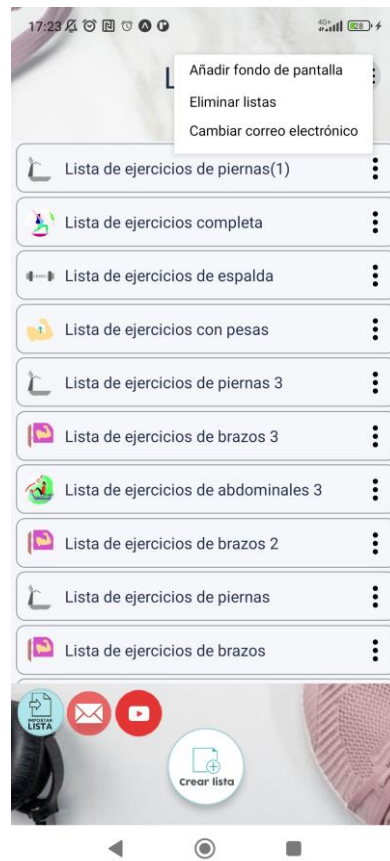 17:23
4G+
28
L
Añadir fondo de pantalla
Eliminar listas
Cambiar correo electrónico
Lista de ejercicios de piernas(1)
Lista de ejercicios completa
Lista de ejercicios de espalda
Lista de ejercicios con pesas
Lista de ejercicios de piernas 3
Lista de ejercicios de brazos 3
Lista de ejercicios de abdominales 3
Lista de ejercicios de brazos 2
Lista de ejercicios de piernas
Lista de ejercicios de brazos
IMPORTAR
LISTA
Crear lista